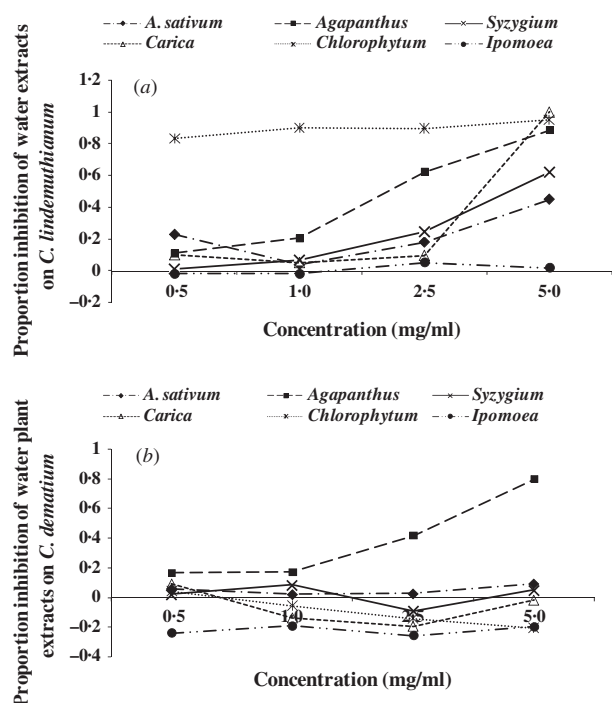 A. sativum Agapanthus Syzygium
Carica Chlorophytum Ipomoea
Proportion inhibition of water extracts
on C. lindemuthianum
(a)
1·2
1
0·8
0·6
0·4
0·2
0
–0·2
0·5 1·0 2·5 5·0
Concentration (mg/ml)
A. sativum Agapanthus Syzygium
Carica Chlorophytum Ipomoea
Proportion inhibition of water plant
extracts on C. dematium
(b)
1
0·8
0·6
0·4
0·2
0
–0·2
–0·4
0·5 1·0 2·5 5·0
Concentration (mg/ml)